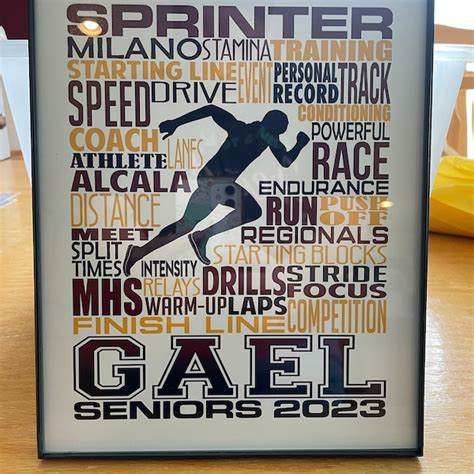 SPRINTER
MILANO STAMINA TRAINING
STARTING LINE EVENT PERSONAL RECORD TRACK
SPEED DRIVE CONDITIONING
COACH LANES POWERFUL
ATHLETE RACE
ALCALA ENDURANCE
DISTANCE RUN PUSH OFF
MEET REGIONALS
SPLIT TIMES INTENSITY STARTING BLOCKS
MHS RELAYS DRILLS STRIDE
WARM-UP LAPS FOCUS
FINISH LINE COMPETITION
GAEL
SENIORS 2023